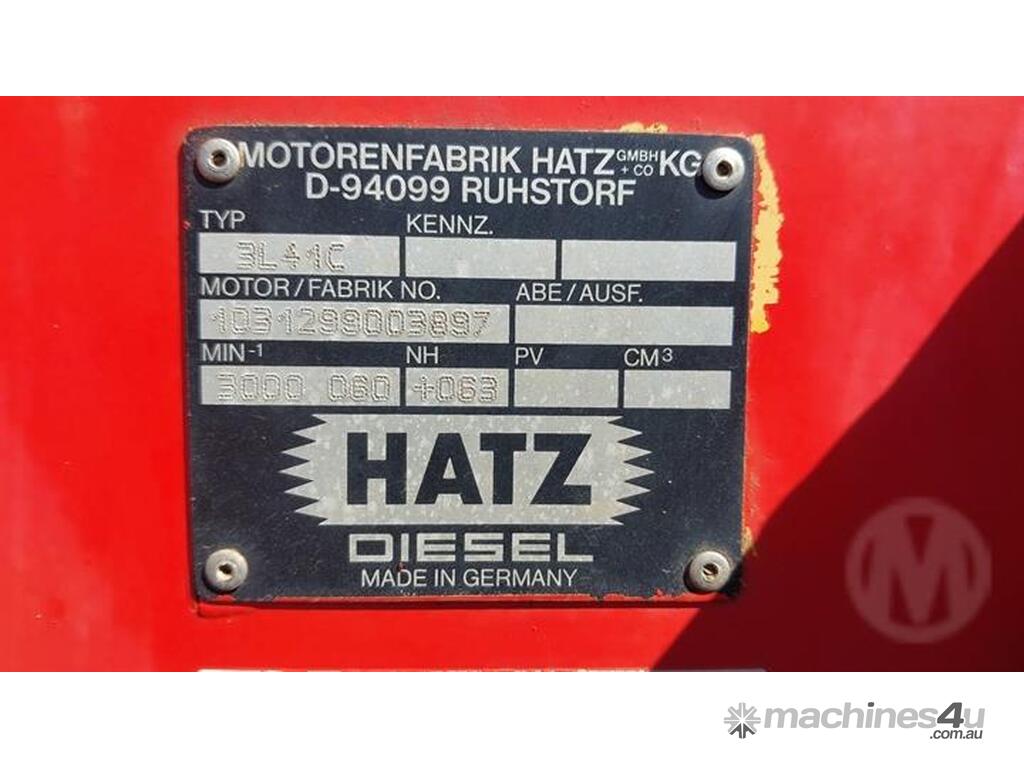 MOTORENFABRIK HATZ GMBH + CO KG
D-94099 RUHSTORF
TYP KENNZ.
3L41C
MOTOR/FABRIK NO. ABE/AUSF.
1031299003897
MIN-1 NH PV CM3
3000 060 +063
HATZ
DIESEL
MADE IN GERMANY
M
machines4u
.com.au